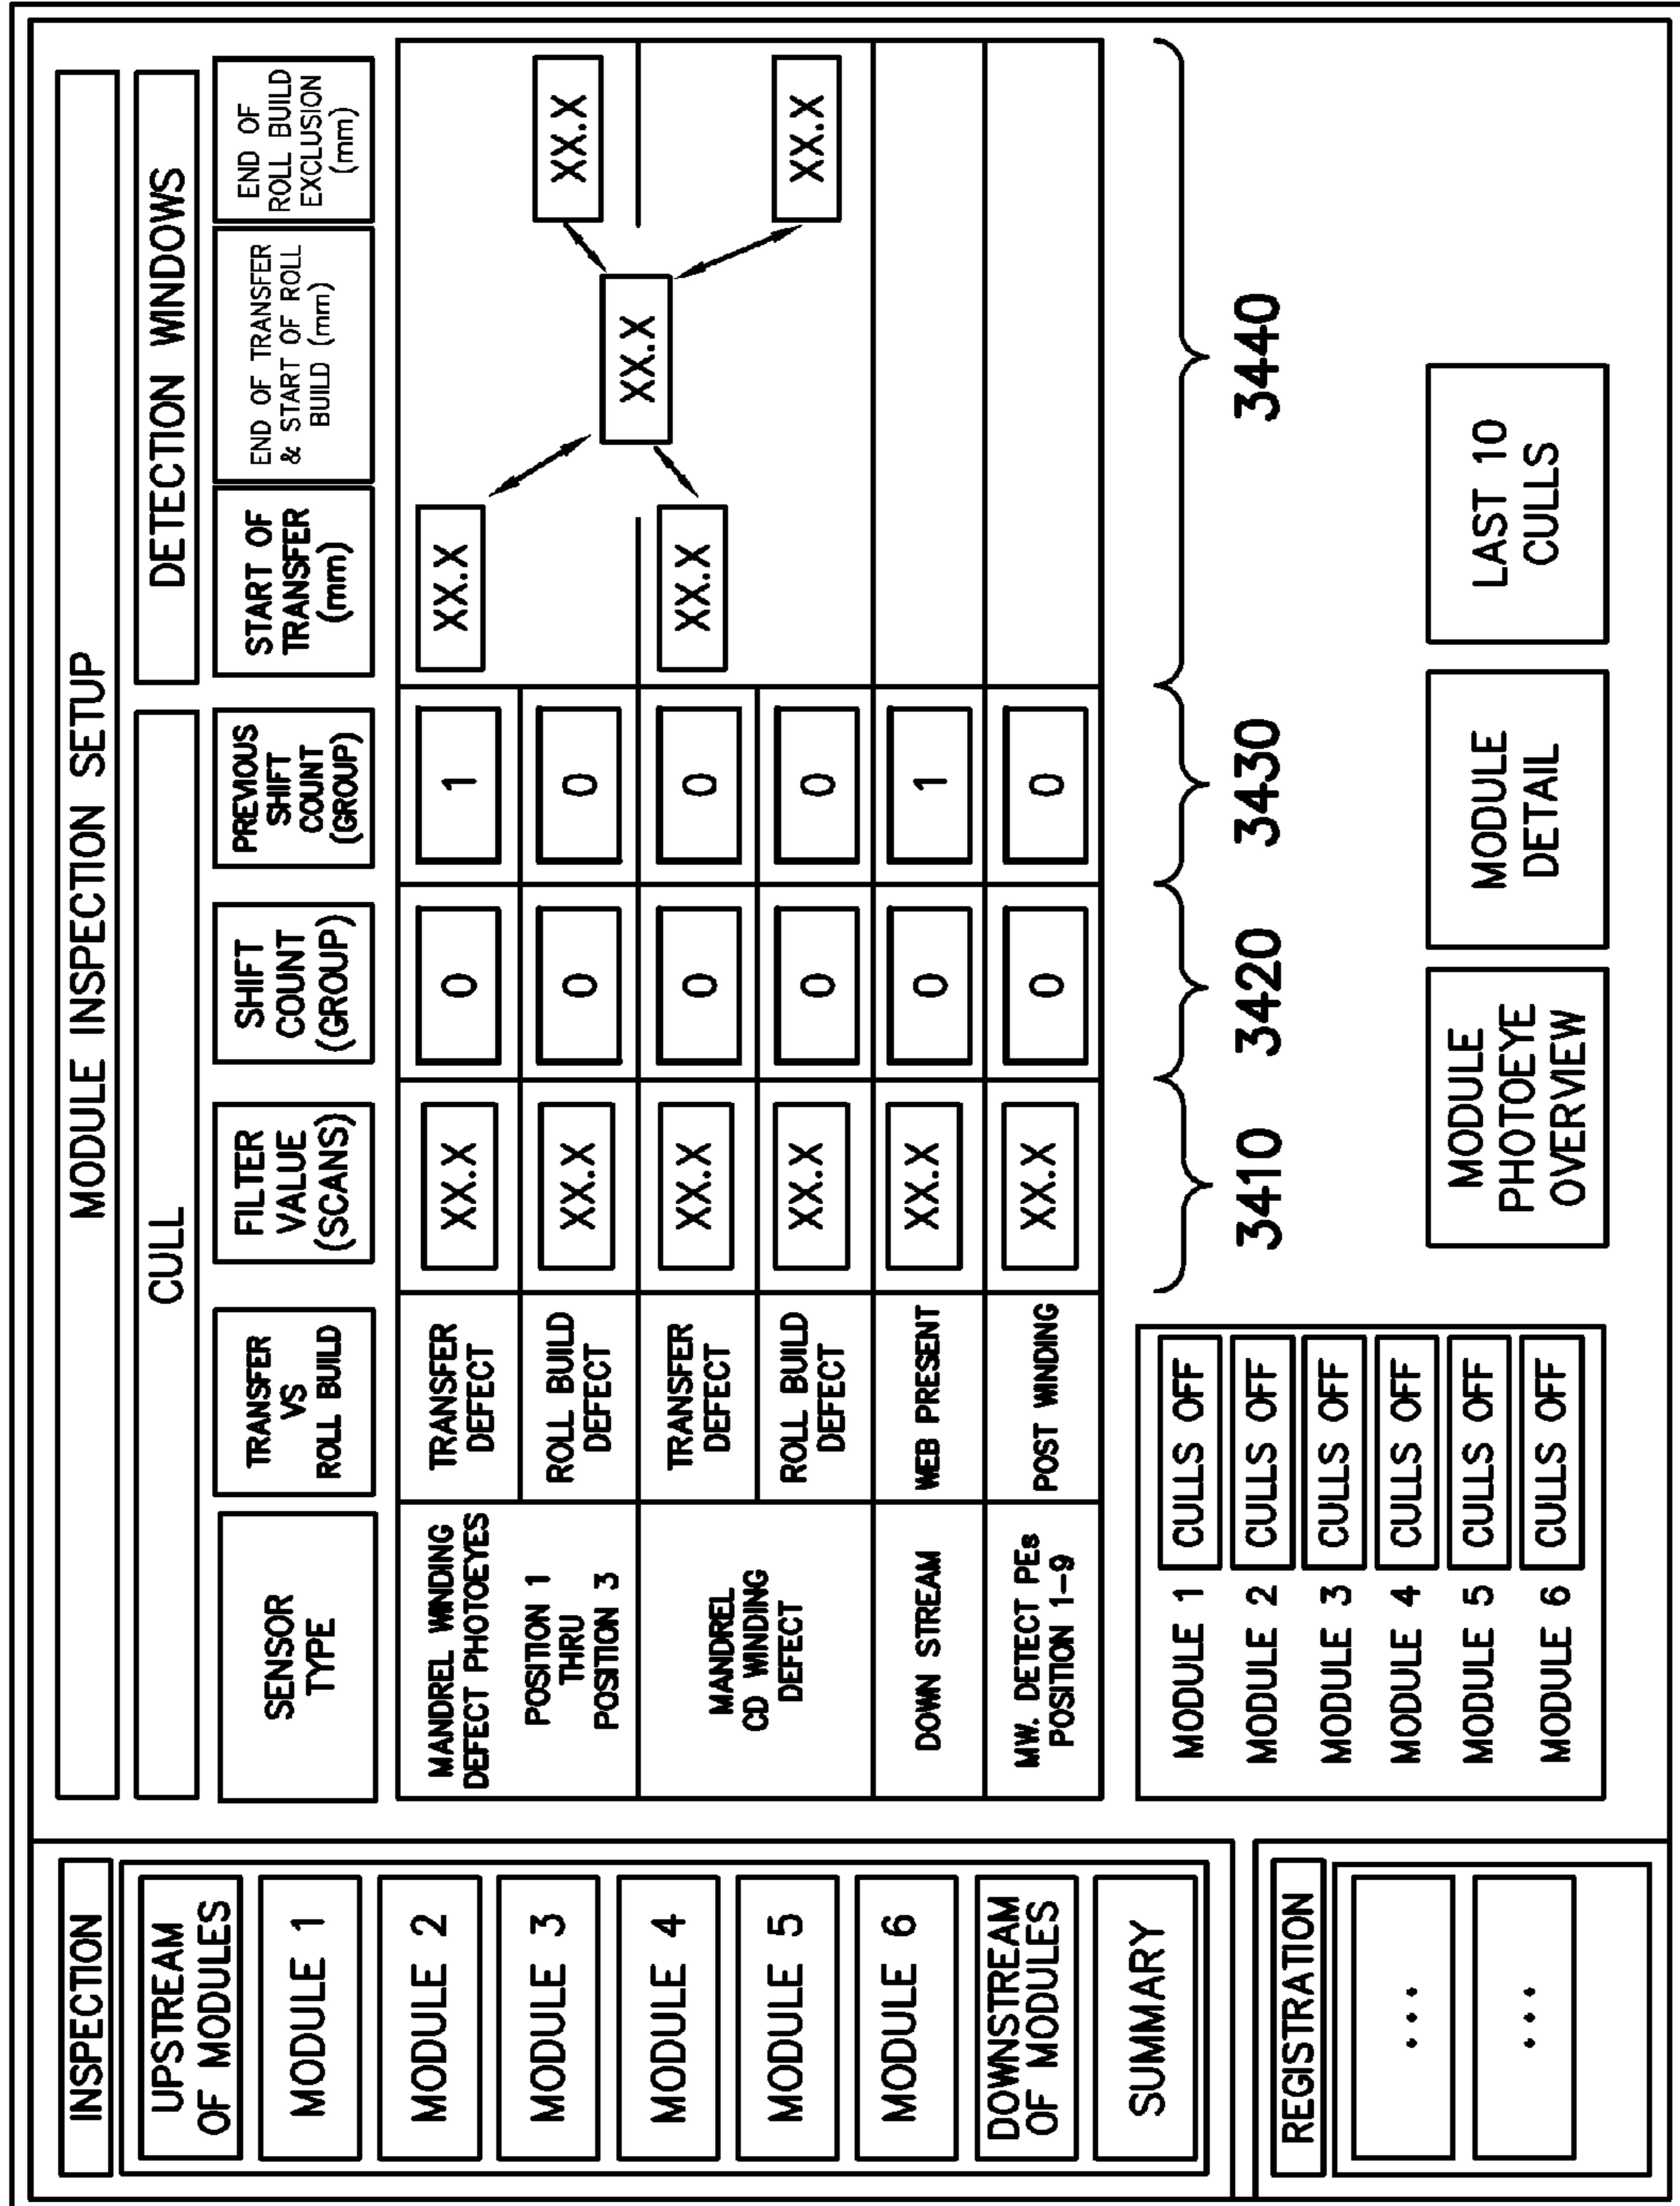 MODULE INSPECTION SETUP
INSPECTION
UPSTREAM
OF MODULES
MODULE 1
MODULE 2
MODULE 3
MODULE 4
MODULE 5
MODULE 6
DOWNSTREAM
OF MODULES
SUMMARY
REGISTRATION
...
...
CULL
DETECTION WINDOWS
SENSOR
TYPE
TRANSFER
VS
ROLL BUILD
FILTER
VALUE
(SCANS)
SHIFT
COUNT
(GROUP)
PREVIOUS
SHIFT
COUNT
(GROUP)
START OF
TRANSFER
(mm)
END OF TRANSFER
& START OF ROLL
BUILD (mm)
END OF
ROLL BUILD
EXCLUSION
(mm)
MANDREL WINDING
DEFECT PHOTOEYES
POSITION 1
THRU
POSITION 3
TRANSFER
DEFECT
XX.X
0
1
XX.X
ROLL BUILD
DEFECT
XX.X
0
0
XX.X
XX.X
MANDREL
CD WINDING
DEFECT
TRANSFER
DEFECT
XX.X
0
0
XX.X
ROLL BUILD
DEFECT
XX.X
0
0
XX.X
DOWN STREAM
WEB PRESENT
XX.X
0
1
MW. DETECT PEs
POSITION 1-9
POST WINDING
XX.X
0
0
3410
3420
3430
3440
MODULE 1 CULLS OFF
MODULE 2 CULLS OFF
MODULE 3 CULLS OFF
MODULE 4 CULLS OFF
MODULE 5 CULLS OFF
MODULE 6 CULLS OFF
MODULE
PHOTOEYE
OVERVIEW
MODULE
DETAIL
LAST 10
CULLS